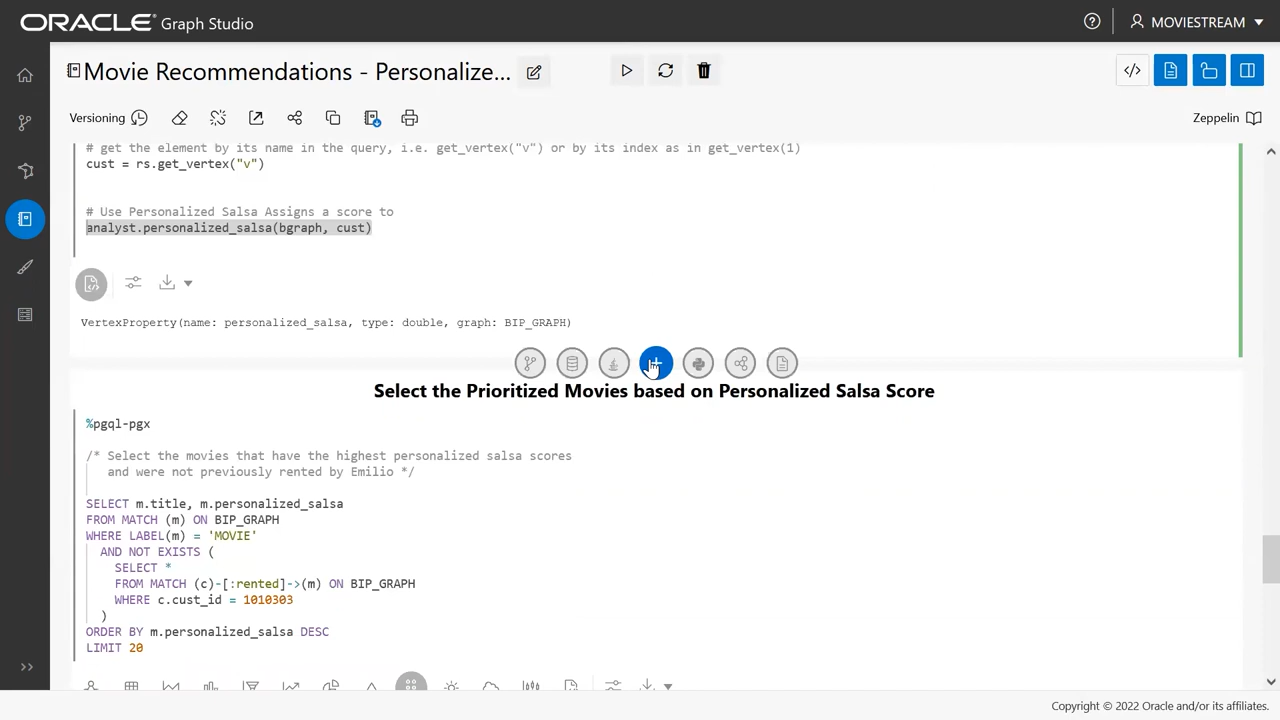 ORACLE Graph Studio
MOVIESTREAM
Movie Recommendations - Personalize...
Versioning
Zeppelin
# get the element by its name in the query, i.e. get_vertex("v") or by its index as in get_vertex(1)
cust = rs.get_vertex("v")
# Use Personalized Salsa Assigns a score to
analyst.personalized_salsa(bgraph, cust)
VertexProperty(name: personalized_salsa, type: double, graph: BIP_GRAPH)
Select the Prioritized Movies based on Personalized Salsa Score
%pgql-pgx
/* Select the movies that have the highest personalized salsa scores
and were not previously rented by Emilio */
SELECT m.title, m.personalized_salsa
FROM MATCH (m) ON BIP_GRAPH
WHERE LABEL(m) = 'MOVIE'
AND NOT EXISTS (
SELECT *
FROM MATCH (c)-[:rented]->(m) ON BIP_GRAPH
WHERE c.cust_id = 1010303
)
ORDER BY m.personalized_salsa DESC
LIMIT 20
Copyright © 2022 Oracle and/or its affiliates.